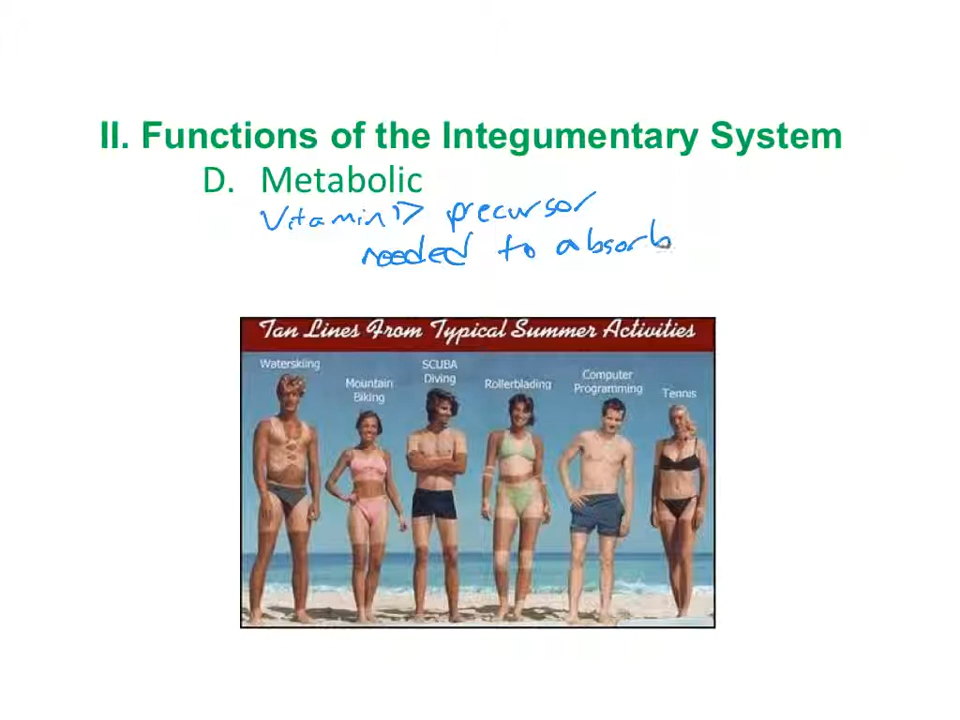 II. Functions of the Integumentary System
D. Metabolic
Vitamin D precursor
needed to absorb
Tan Lines From Typical Summer Activities
Waterskiing
Mountain
Biking
SCUBA
Diving
Rollerblading
Computer
Programming
Tennis